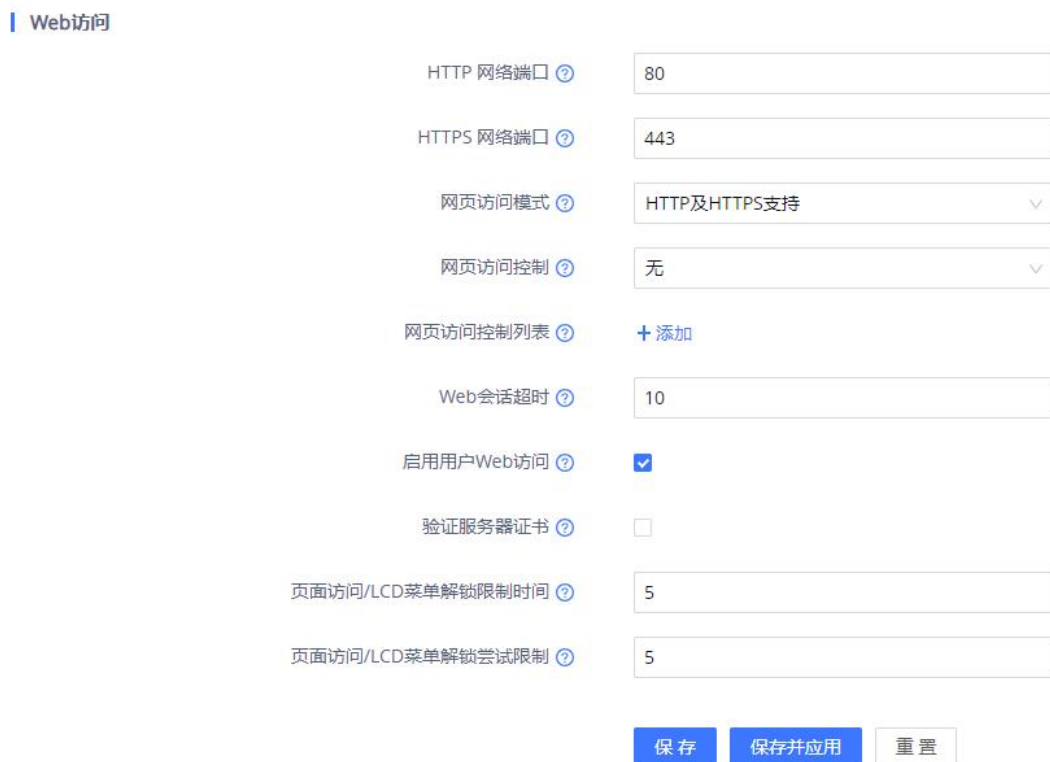 Web访问
HTTP 网络端口 80
HTTPS 网络端口 443
网页访问模式 HTTP及HTTPS支持
网页访问控制 无
网页访问控制列表 +添加
Web会话超时 10
启用用户Web访问
验证服务器证书
页面访问/LCD菜单解锁限制时间 5
页面访问/LCD菜单解锁尝试限制 5
保存 保存并应用 重置